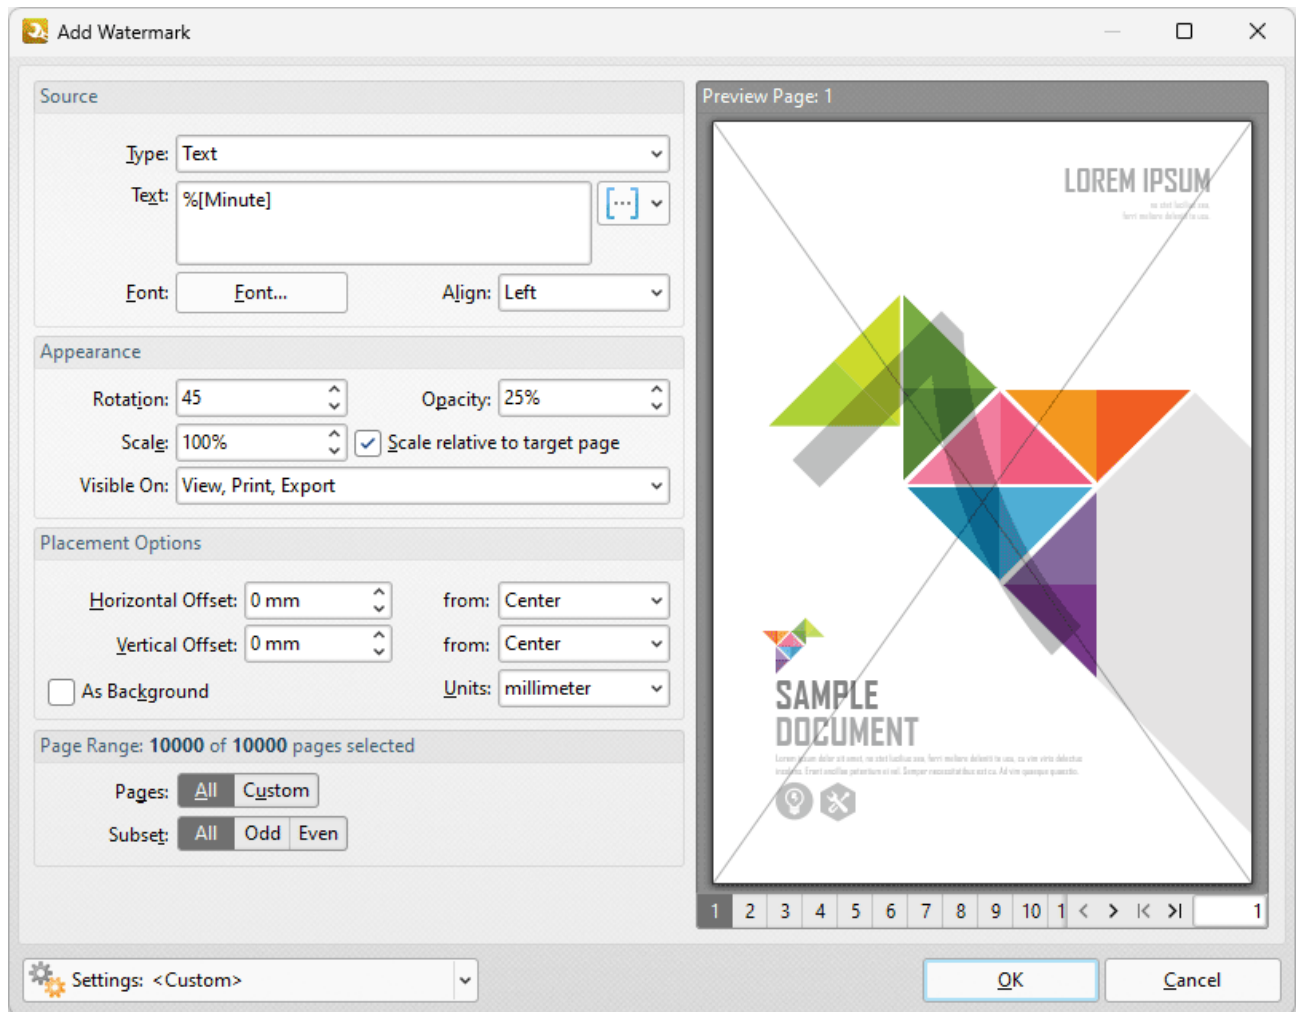 Add Watermark
Source
Type: Text
Text: %[Minute]
Font: Font... Align: Left
Appearance
Rotation: 45 Opacity: 25%
Scale: 100% Scale relative to target page
Visible On: View, Print, Export
Placement Options
Horizontal Offset: 0 mm from: Center
Vertical Offset: 0 mm from: Center
As Background Units: millimeter
Page Range: 10000 of 10000 pages selected
Pages: All Custom
Subset: All Odd Even
Preview Page: 1
LOREM IPSUM
7
SAMPLE
DOCUMENT
1 2 3 4 5 6 7 8 9 10 1 1
Settings: <Custom> OK Cancel